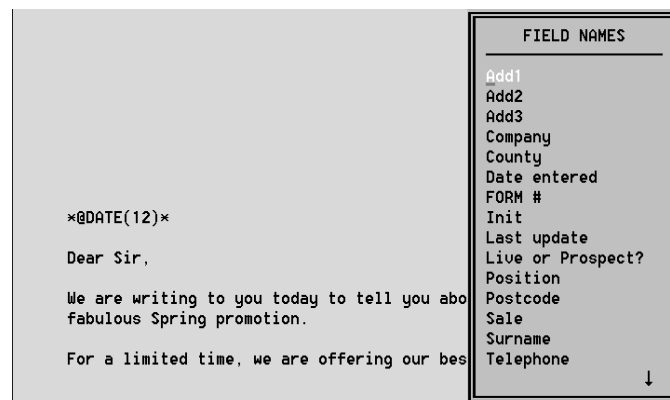 FIELD NAMES
Add1
Add2
Add3
Company
County
Date entered
FORM #
Init
Last update
Live or Prospect?
Position
Postcode
Sale
Surname
Telephone
↓
*@DATE(12)*
Dear Sir,
We are writing to you today to tell you abo
fabulous Spring promotion.
For a limited time, we are offering our bes